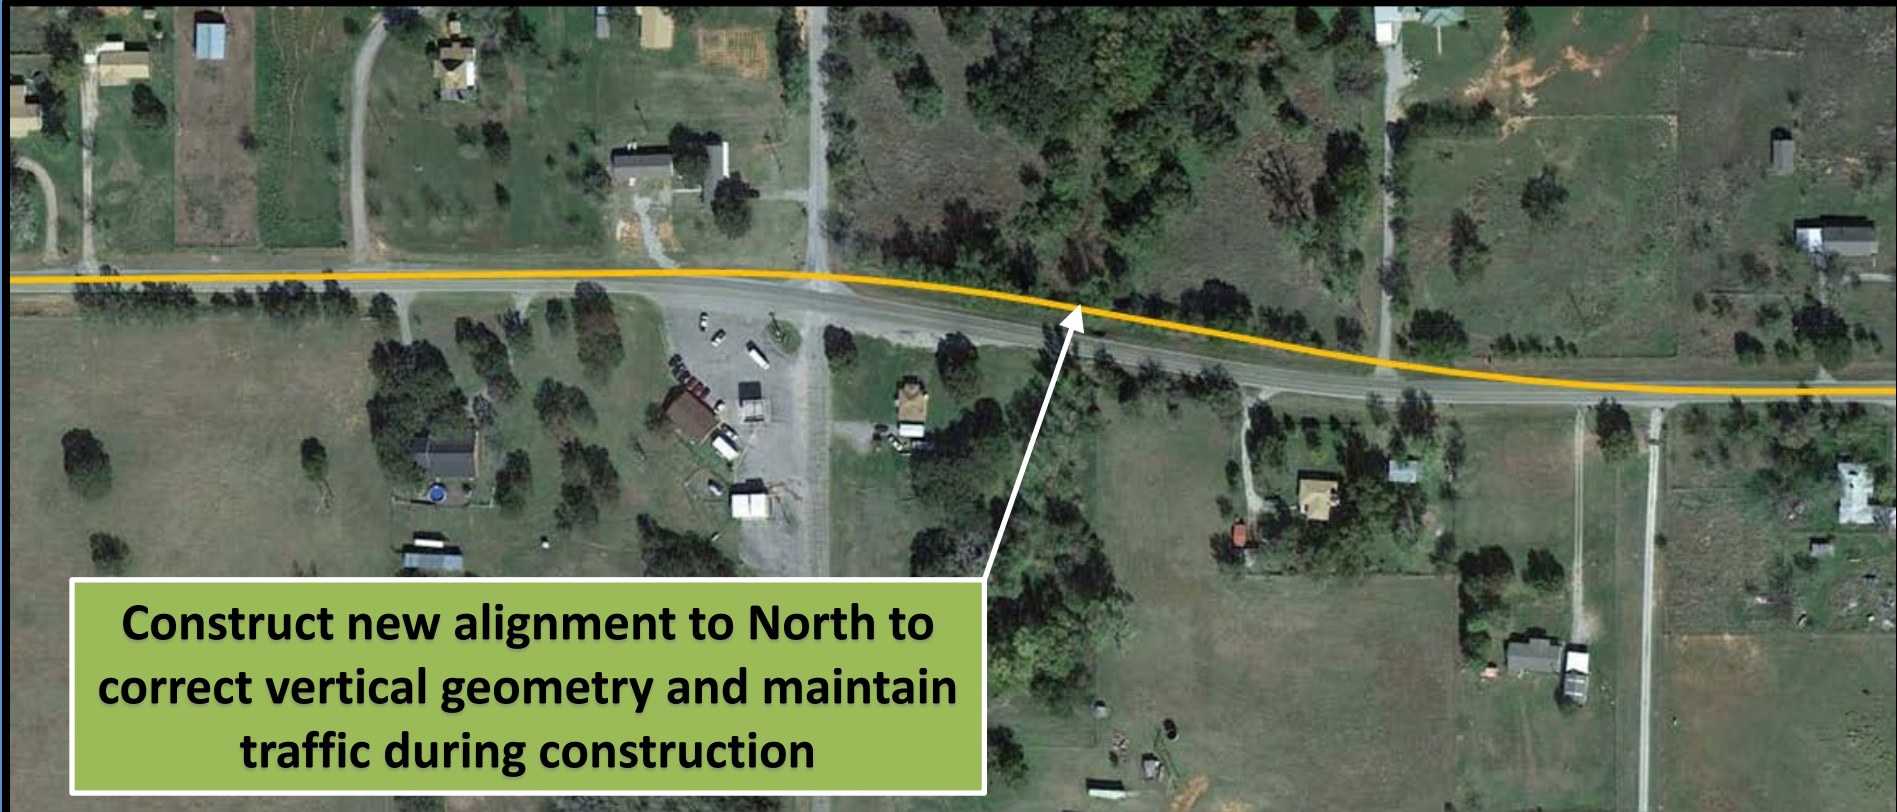 Construct new alignment to North to
correct vertical geometry and maintain
traffic during construction